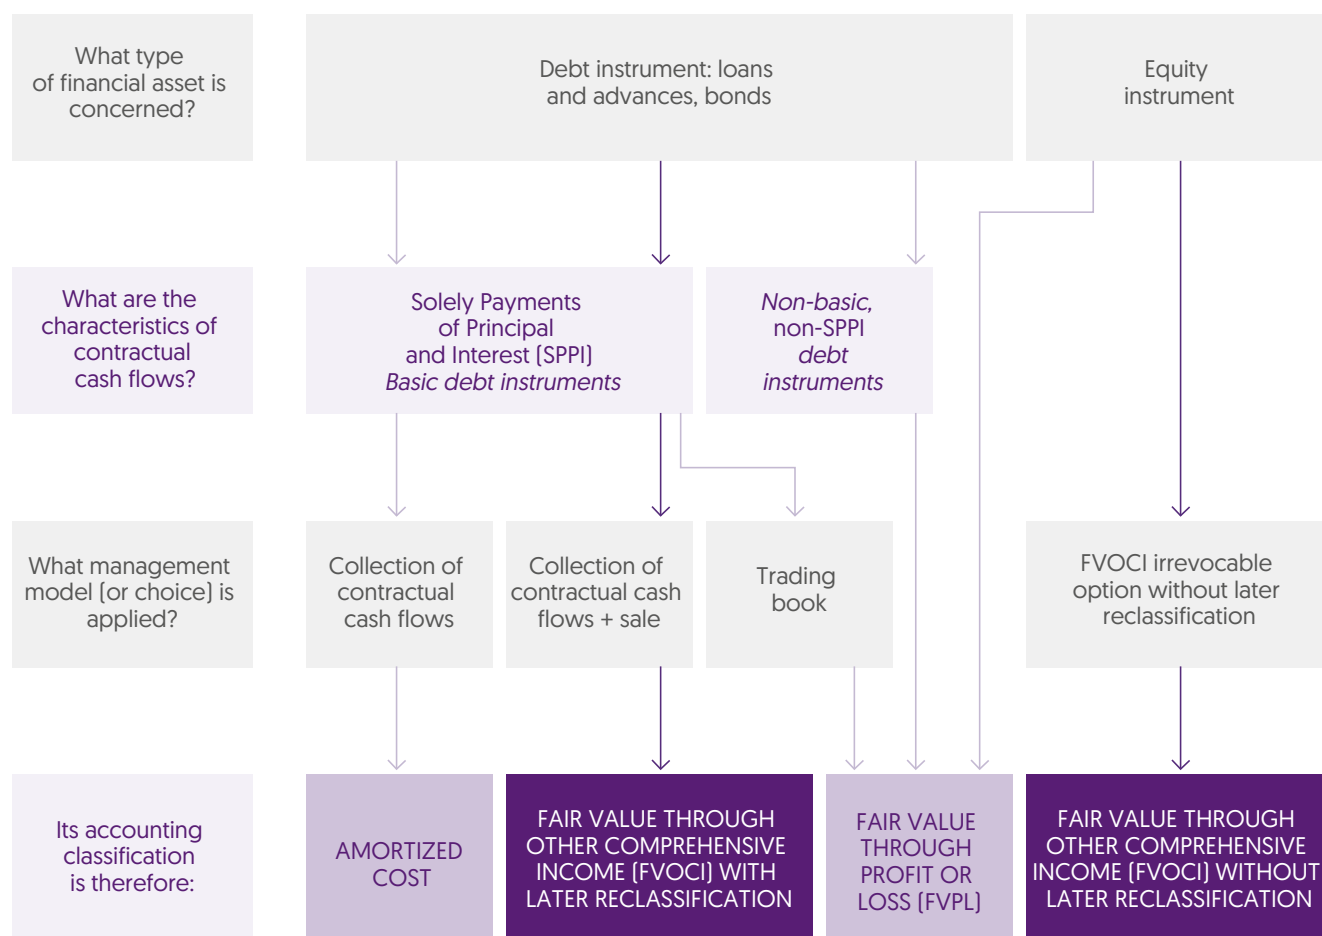 What type
of financial asset is
concerned?
Debt instrument: loans
and advances, bonds
Equity
instrument
What are the
characteristics of
contractual
cash flows?
Solely Payments
of Principal
and Interest (SPPI)
Basic debt instruments
Non-basic,
non-SPPI
debt
instruments
What management
model (or choice) is
applied?
Collection of
contractual
cash flows
Collection of
contractual cash
flows + sale
Trading
book
FVOCI irrevocable
option without later
reclassification
Its accounting
classification
is therefore:
AMORTIZED
COST
FAIR VALUE THROUGH
OTHER COMPREHENSIVE
INCOME (FVOCI) WITH
LATER RECLASSIFICATION
FAIR VALUE
THROUGH
PROFIT OR
LOSS (FVPL)
FAIR VALUE THROUGH
OTHER COMPREHENSIVE
INCOME (FVOCI) WITHOUT
LATER RECLASSIFICATION